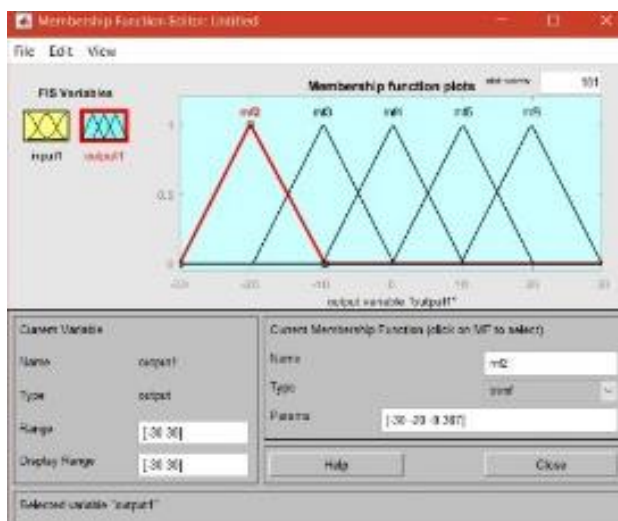 Membership Function Editor: Untitled
File Edit View
FIS Variables
Membership function plots
181
input1
output1
mf2
mf3
mf4
mf5
mf6
1
0.5
0
-30
-20
-10
0
10
20
30
output variable "output1"
Current Variable
Name
output1
Type
output
Range
[-30 30]
Display Range
[-30 30]
Current Membership Function (click on MF to select)
Name
mf2
Type
trimf
Params
[-30 -20 -9.367]
Help
Close
Selected variable "output1"